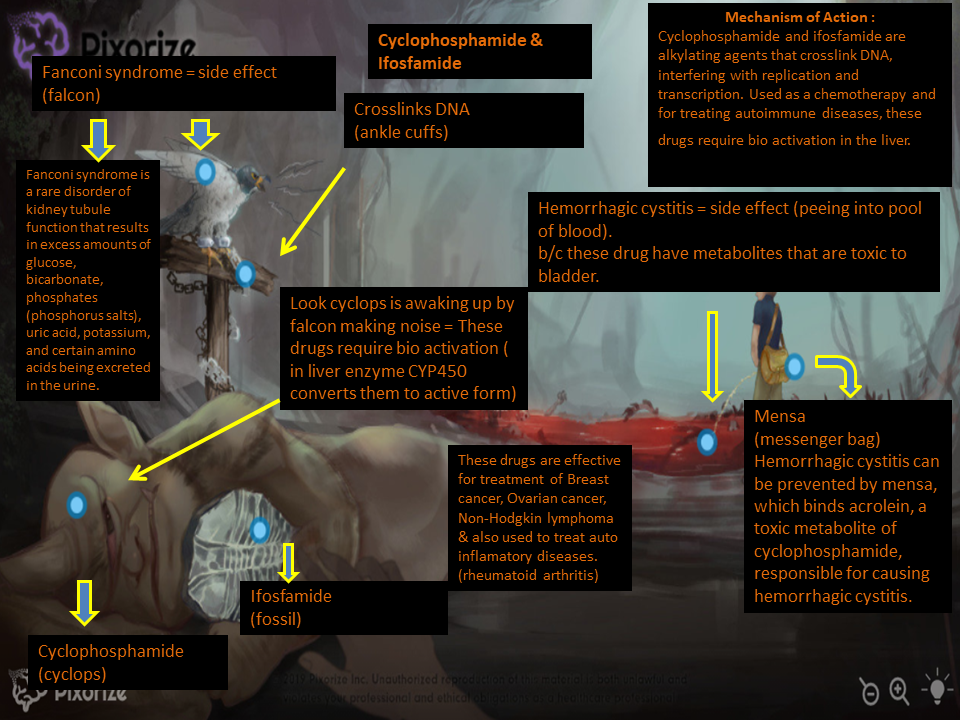 Pixorize
Cyclophosphamide &
Ifosfamide
Mechanism of Action :
Cyclophosphamide and ifosfamide are
alkylating agents that crosslink DNA,
interfering with replication and
transcription. Used as a chemotherapy and
for treating autoimmune diseases, these
drugs require bio activation in the liver.
Fanconi syndrome = side effect
(falcon)
Crosslinks DNA
(ankle cuffs)
Fanconi syndrome is
a rare disorder of
kidney tubule
function that results
in excess amounts of
glucose,
bicarbonate,
phosphates
(phosphorus salts),
uric acid, potassium,
and certain amino
acids being excreted
in the urine.
Hemorrhagic cystitis = side effect (peeing into pool
of blood).
b/c these drug have metabolites that are toxic to
bladder.
Look cyclops is awaking up by
falcon making noise = These
drugs require bio activation (
in liver enzyme CYP450
converts them to active form)
Mensa
(messenger bag)
Hemorrhagic cystitis can
be prevented by mensa,
which binds acrolein, a
toxic metabolite of
cyclophosphamide,
responsible for causing
hemorrhagic cystitis.
These drugs are effective
for treatment of Breast
cancer, Ovarian cancer,
Non-Hodgkin lymphoma
& also used to treat auto
inflamatory diseases.
(rheumatoid arthritis)
Ifosfamide
(fossil)
Cyclophosphamide
(cyclops)
Pixorize
2019 Pixorize Inc. Unauthorized reproduction of this material is both unlawful and
violates your professional and ethical obligations as a healthcare professional